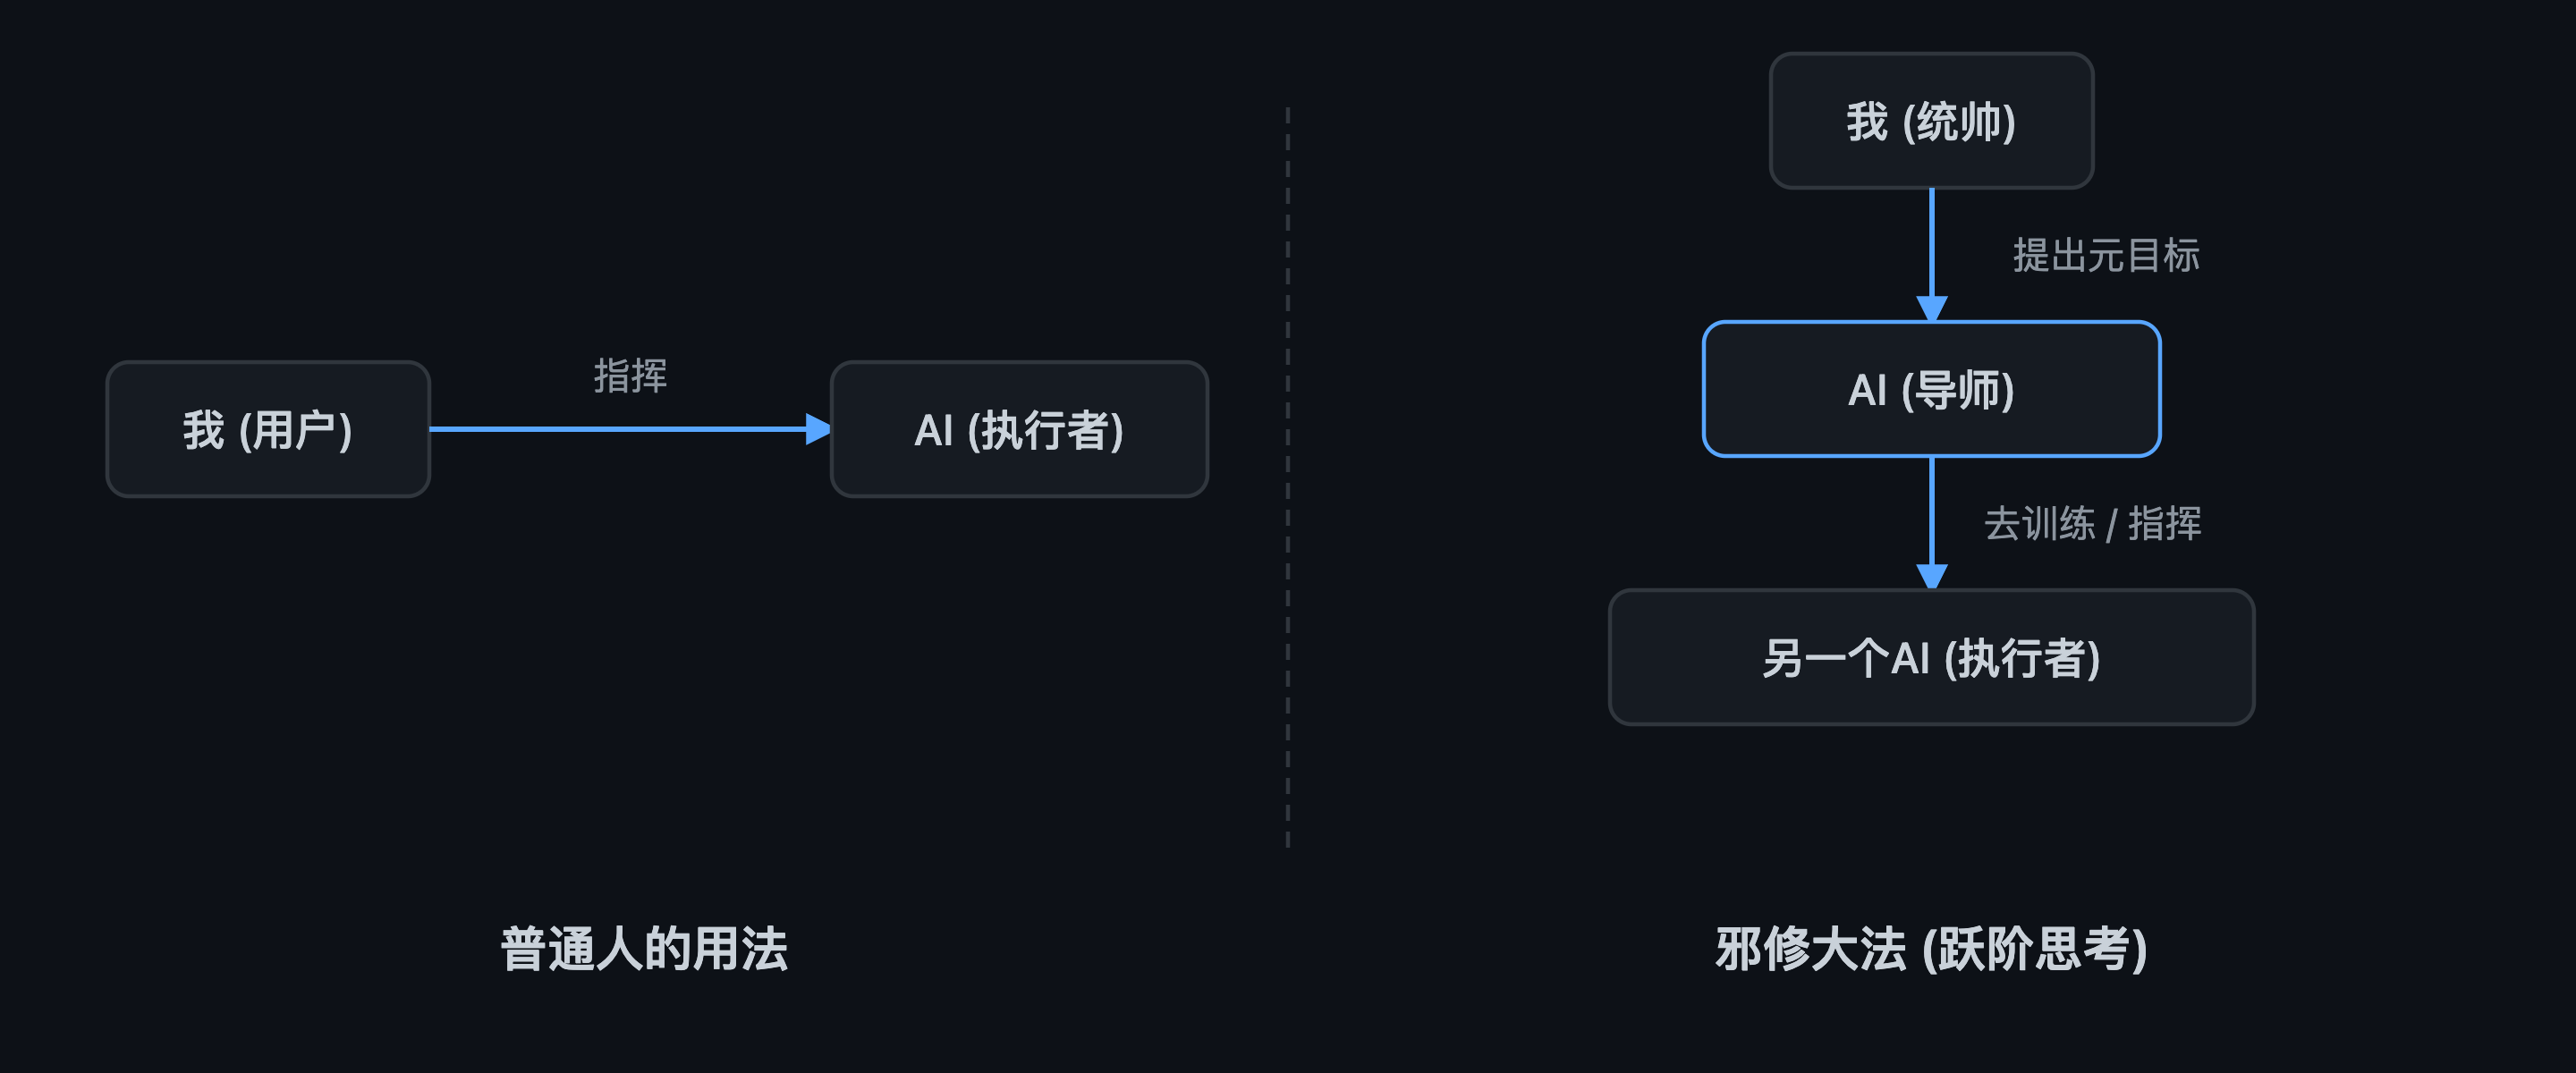 我 (用户)
指挥
AI (执行者)
普通人的用法
我 (统帅)
提出元目标
AI (导师)
去训练 / 指挥
另一个AI (执行者)
邪修大法 (跃阶思考)